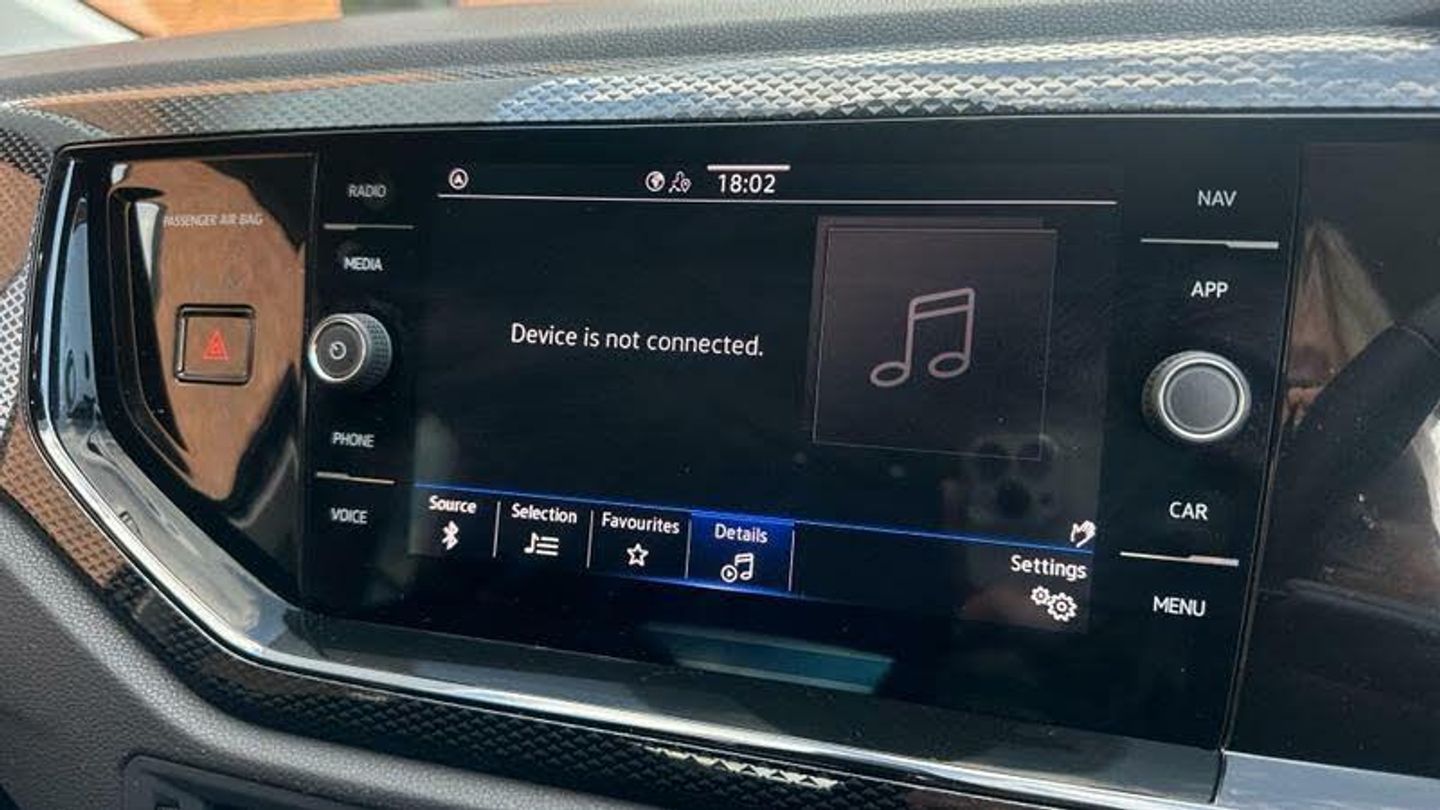 PASSENGER AIR BAG
RADIO
MEDIA
PHONE
VOICE
A
18:02
Device is not connected.
Source
Selection
Favourites
Details
Settings
NAV
APP
CAR
MENU